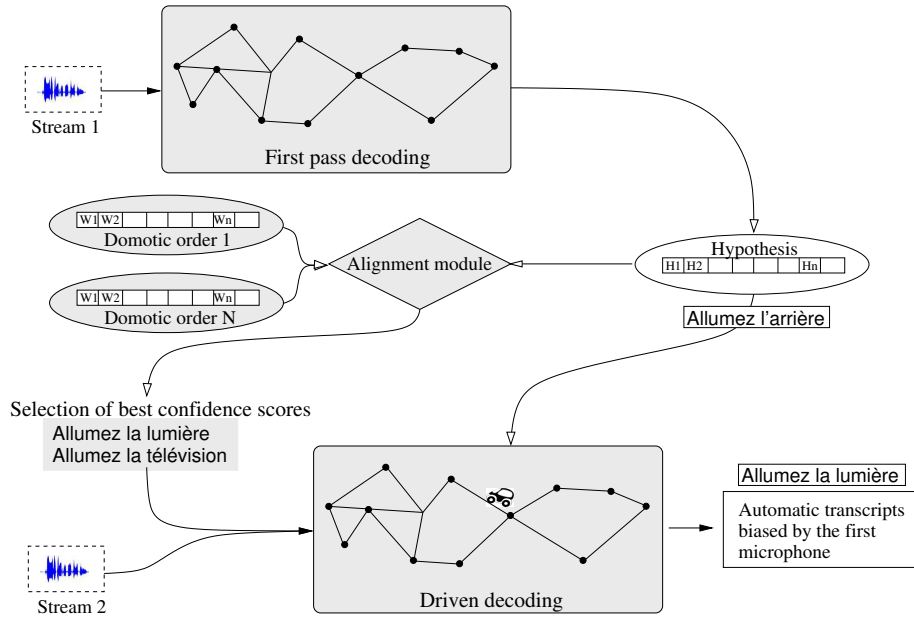 Stream 1
First pass decoding
W1 W2 Wn
Domotic order 1
Alignment module
Hypothesis
H1 H2 Hn
W1 W2 Wn
Domotic order N
Allumez l'arrière
Selection of best confidence scores
Allumez la lumière
Allumez la télévision
Allumez la lumière
Automatic transcripts
biased by the first
microphone
Stream 2
Driven decoding